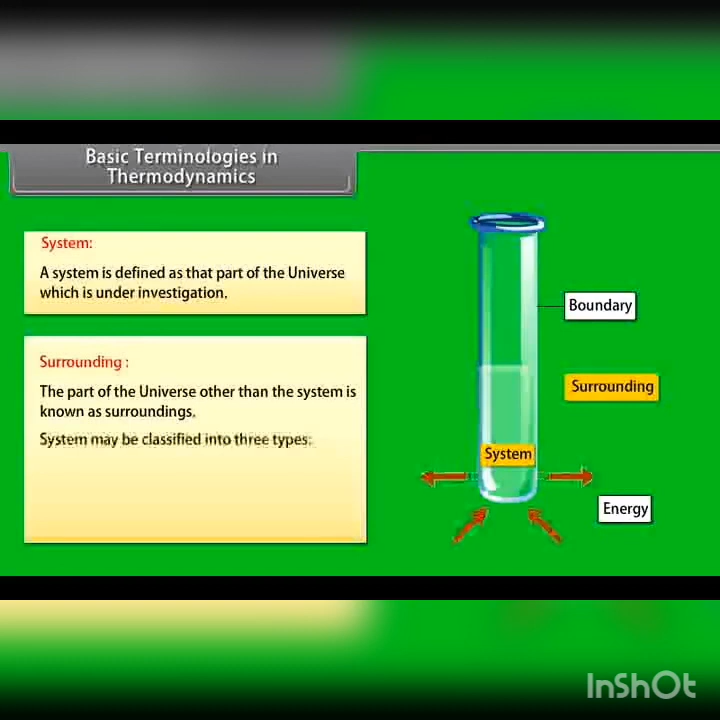 Basic Terminologies in
Thermodynamics
System:
A system is defined as that part of the Universe
which is under investigation.
Surrounding :
The part of the Universe other than the system is
known as surroundings.
System may be classified into three types:
Boundary
Surrounding
System
Energy
InShOt